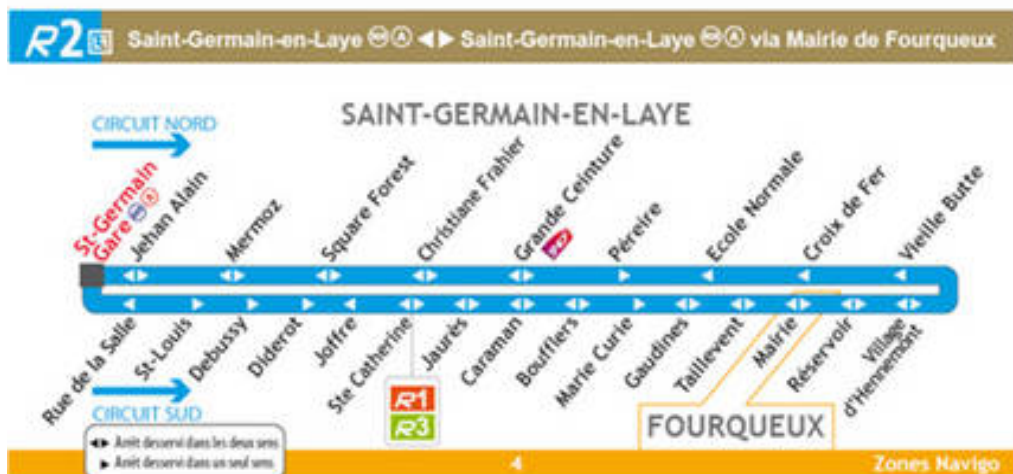 R2 Saint-Germain-en-Laye RER A ◄► Saint-Germain-en-Laye RER A via Mairie de Fourqueux
SAINT-GERMAIN-EN-LAYE
CIRCUIT NORD
St-Germain
Gare RER A
Jehan Alain
Mermoz
Square Forest
Christiane Frahier
Grande Ceinture
Péreire
Ecole Normale
Croix de Fer
Vieille Butte
Rue de la Salle
St-Louis
Debussy
Diderot
Joffre
Ste Catherine
Jaurès
Caraman
Boufflers
Marie Curie
Gaudines
Taillevent
Mairie
Réservoir
Village
d'Hennemont
CIRCUIT SUD
R1
R3
FOURQUEUX
◄► Arrêt desservi dans les deux sens
► Arrêt desservi dans un seul sens
4
Zones Navigo